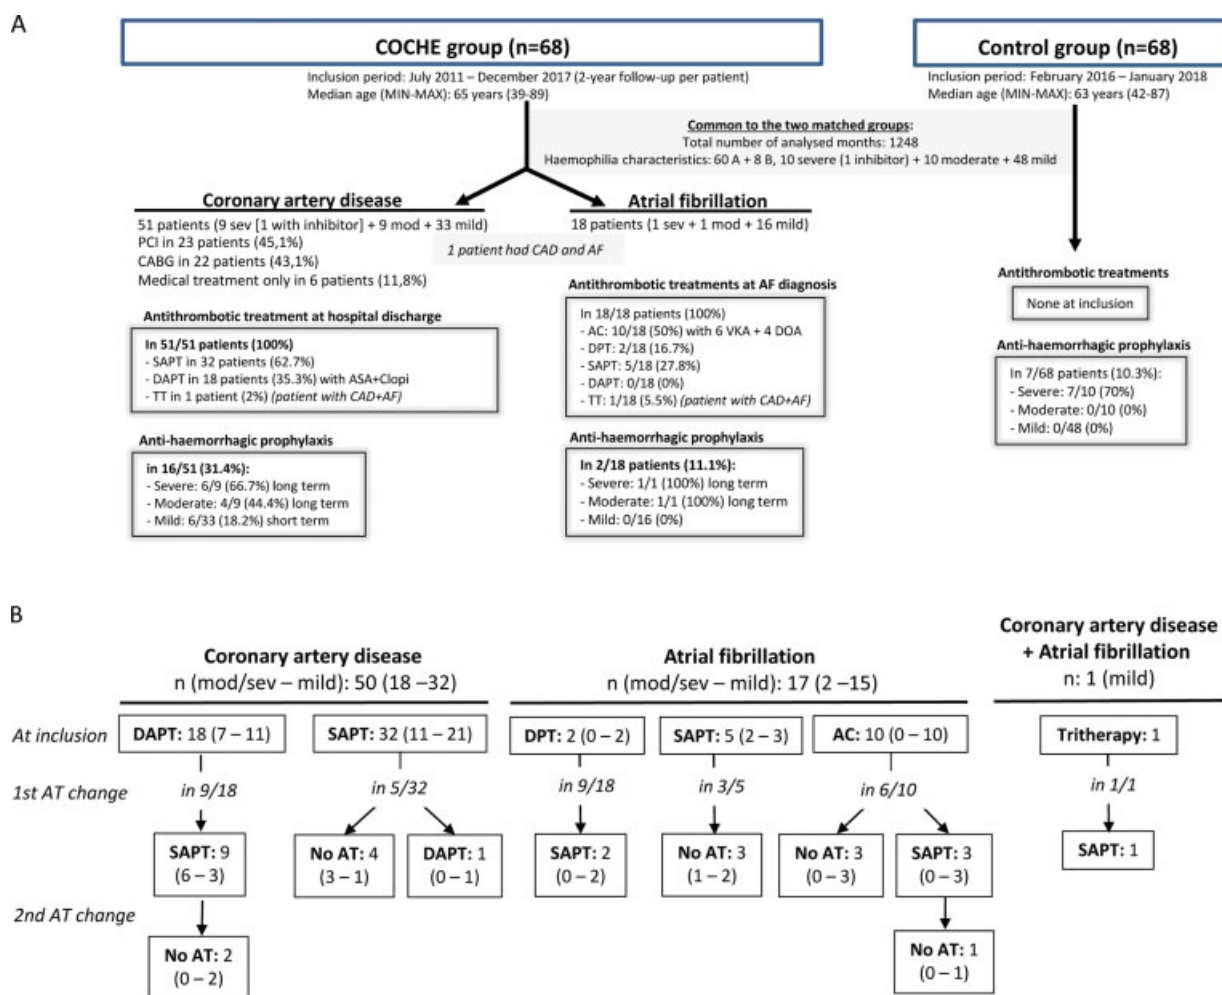 A
COCHE group (n=68)
Inclusion period: July 2011 – December 2017 (2-year follow-up per patient)
Median age (MIN-MAX): 65 years (39-89)
Control group (n=68)
Inclusion period: February 2016 – January 2018
Median age (MIN-MAX): 63 years (42-87)
Common to the two matched groups:
Total number of analysed months: 1248
Haemophilia characteristics: 60 A + 8 B, 10 severe (1 inhibitor) + 10 moderate + 48 mild
Coronary artery disease
51 patients (9 sev [1 with inhibitor] + 9 mod + 33 mild)
PCI in 23 patients (45,1%)
CABG in 22 patients (43,1%)
Medical treatment only in 6 patients (11,8%)
1 patient had CAD and AF
Atrial fibrillation
18 patients (1 sev + 1 mod + 16 mild)
Antithrombotic treatment at hospital discharge
In 51/51 patients (100%)
- SAPT in 32 patients (62.7%)
- DAPT in 18 patients (35.3%) with ASA+Clopi
- TT in 1 patient (2%) (patient with CAD+AF)
Anti-haemorrhagic prophylaxis
in 16/51 (31.4%):
- Severe: 6/9 (66.7%) long term
- Moderate: 4/9 (44.4%) long term
- Mild: 6/33 (18.2%) short term
Antithrombotic treatments at AF diagnosis
In 18/18 patients (100%)
- AC: 10/18 (50%) with 6 VKA + 4 DOA
- DPT: 2/18 (16.7%)
- SAPT: 5/18 (27.8%)
- DAPT: 0/18 (0%)
- TT: 1/18 (5.5%) (patient with CAD+AF)
Anti-haemorrhagic prophylaxis
In 2/18 patients (11.1%):
- Severe: 1/1 (100%) long term
- Moderate: 1/1 (100%) long term
- Mild: 0/16 (0%)
Antithrombotic treatments
None at inclusion
Anti-haemorrhagic prophylaxis
In 7/68 patients (10.3%):
- Severe: 7/10 (70%)
- Moderate: 0/10 (0%)
- Mild: 0/48 (0%)
B
Coronary artery disease
n (mod/sev – mild): 50 (18 –32)
Atrial fibrillation
n (mod/sev – mild): 17 (2 –15)
Coronary artery disease
+ Atrial fibrillation
n: 1 (mild)
At inclusion
DAPT: 18 (7 – 11)
SAPT: 32 (11 – 21)
DPT: 2 (0 – 2)
SAPT: 5 (2 – 3)
AC: 10 (0 – 10)
Tritherapy: 1
1st AT change
in 9/18
in 5/32
in 9/18
in 3/5
in 6/10
in 1/1
SAPT: 9
(6 – 3)
No AT: 4
(3 – 1)
DAPT: 1
(0 – 1)
SAPT: 2
(0 – 2)
No AT: 3
(1 – 2)
No AT: 3
(0 – 3)
SAPT: 3
(0 – 3)
SAPT: 1
2nd AT change
No AT: 2
(0 – 2)
No AT: 1
(0 – 1)